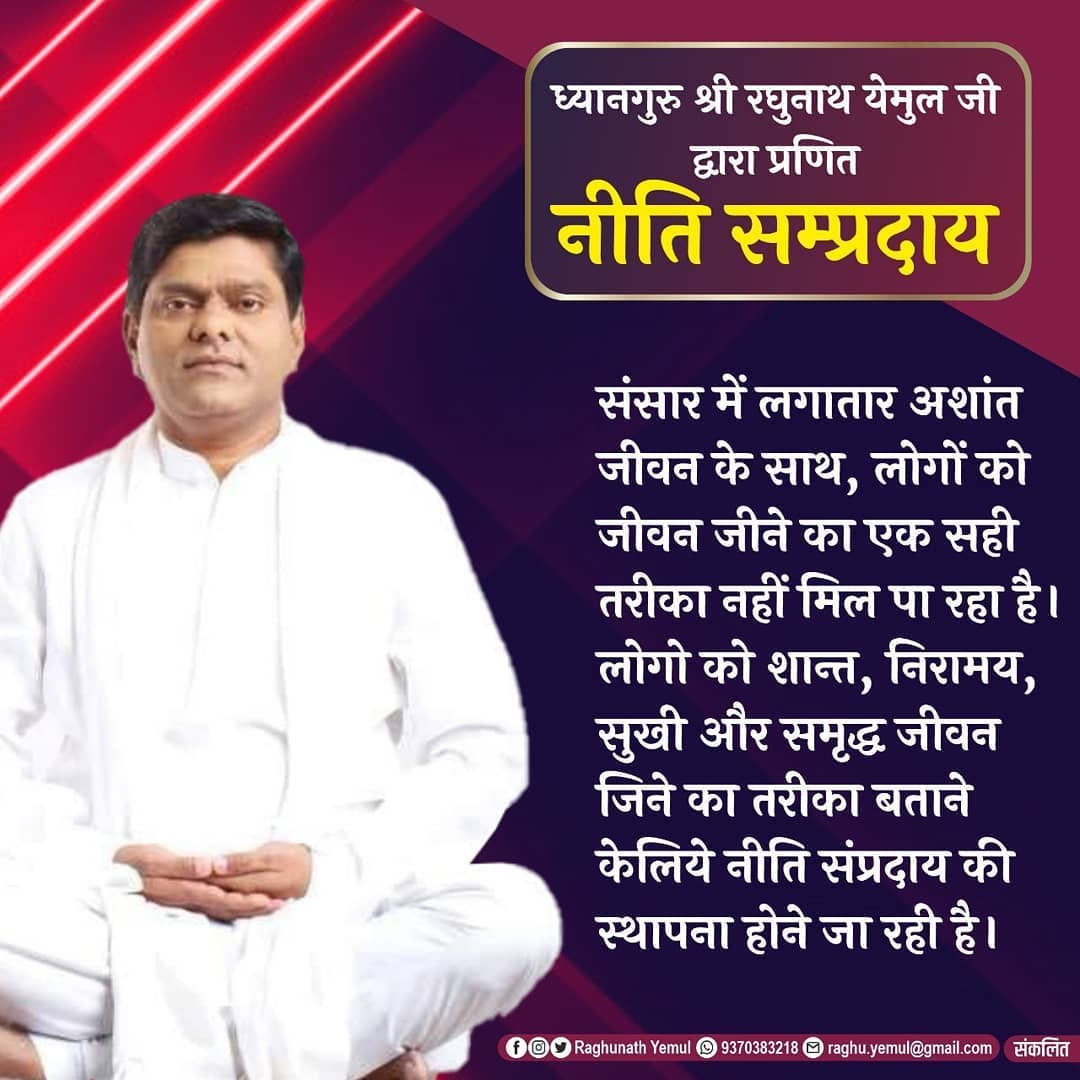 ध्यानगुरु श्री रघुनाथ येमुल जी
द्वारा प्रणित
नीति सम्प्रदाय
संसार में लगातार अशांत
जीवन के साथ, लोगों को
जीवन जीने का एक सही
तरीका नहीं मिल पा रहा है।
लोगो को शान्त, निरामय,
सुखी और समृद्ध जीवन
जिने का तरीका बताने
केलिये नीति संप्रदाय की
स्थापना होने जा रही है।
Raghunath Yemul 9370383218 raghu.yemul@gmail.com संकलित